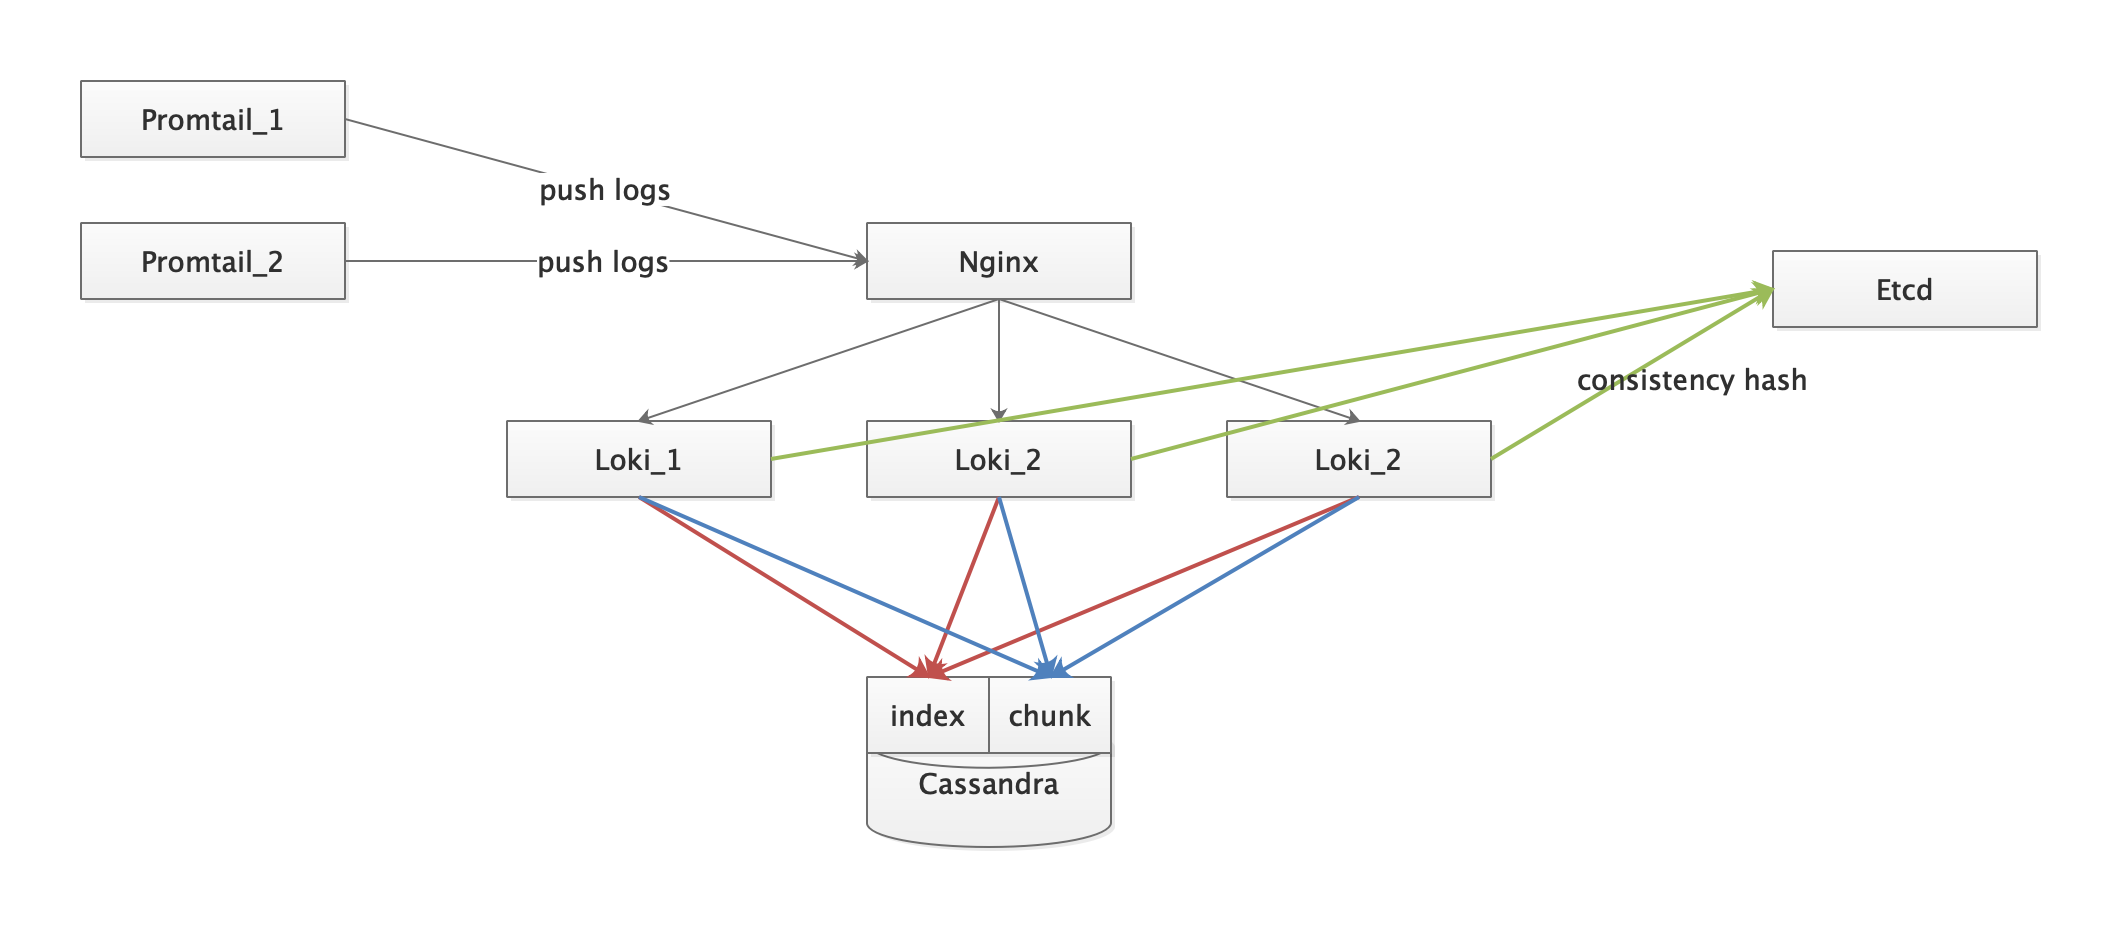 Promtail_1
push logs
Promtail_2
push logs
Nginx
Etcd
consistency hash
Loki_1
Loki_2
Loki_2
index
chunk
Cassandra